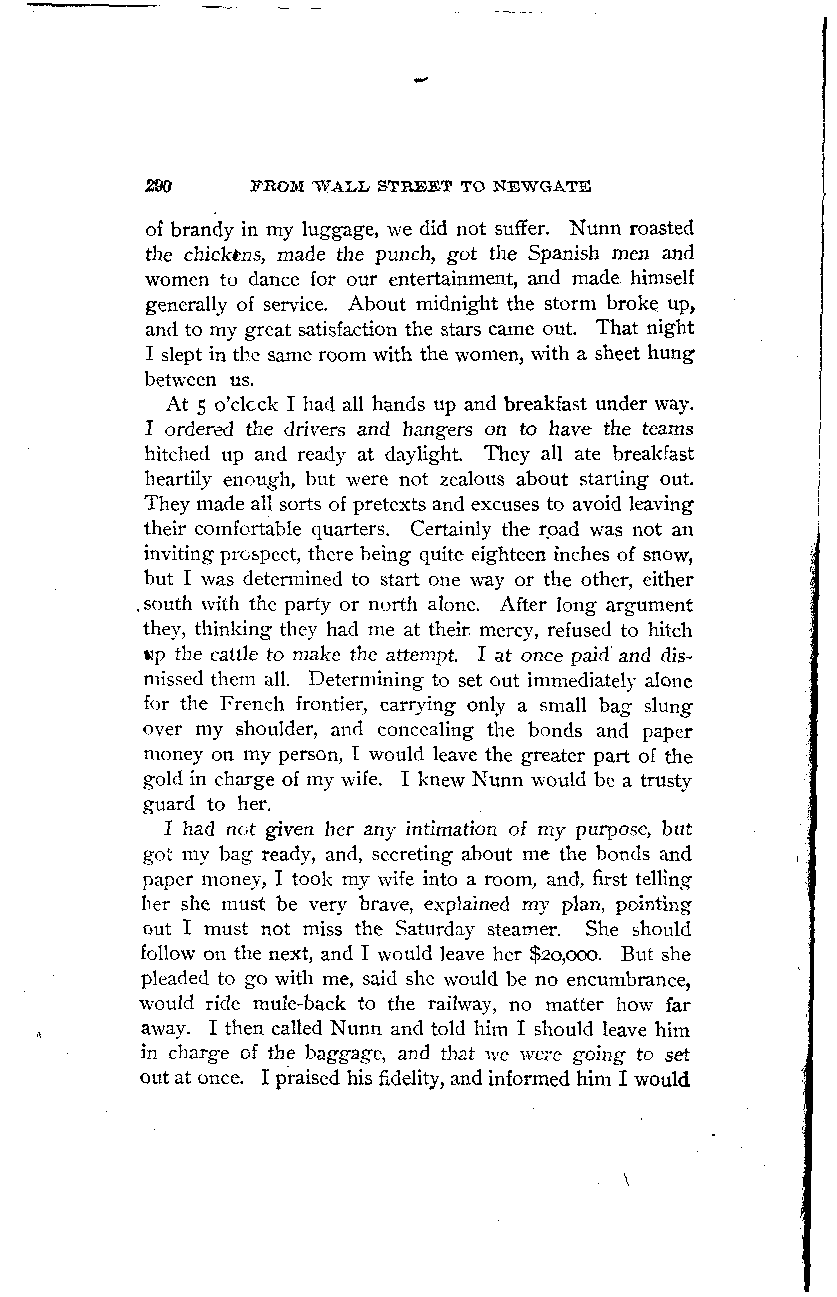 290 FROM WALL STREET TO NEWGATE
of brandy in my luggage, we did not suffer. Nunn roasted
the chickens, made the punch, got the Spanish men and
women to dance for our entertainment, and made himself
generally of service. About midnight the storm broke up,
and to my great satisfaction the stars came out. That night
I slept in the same room with the women, with a sheet hung
between us.
At 5 o'clock I had all hands up and breakfast under way.
I ordered the drivers and hangers on to have the teams
hitched up and ready at daylight. They all ate breakfast
heartily enough, but were not zealous about starting out.
They made all sorts of pretexts and excuses to avoid leaving
their comfortable quarters. Certainly the road was not an
inviting prospect, there being quite eighteen inches of snow,
but I was determined to start one way or the other, either
south with the party or north alone. After long argument
they, thinking they had me at their mercy, refused to hitch
up the cattle to make the attempt. I at once paid and dis-
missed them all. Determining to set out immediately alone
for the French frontier, carrying only a small bag slung
over my shoulder, and concealing the bonds and paper
money on my person, I would leave the greater part of the
gold in charge of my wife. I knew Nunn would be a trusty
guard to her.
I had not given her any intimation of my purpose, but
got my bag ready, and, secreting about me the bonds and
paper money, I took my wife into a room, and, first telling
her she must be very brave, explained my plan, pointing
out I must not miss the Saturday steamer. She should
follow on the next, and I would leave her $20,000. But she
pleaded to go with me, said she would be no encumbrance,
would ride mule-back to the railway, no matter how far
away. I then called Nunn and told him I should leave him
in charge of the baggage, and that we were going to set
out at once. I praised his fidelity, and informed him I would